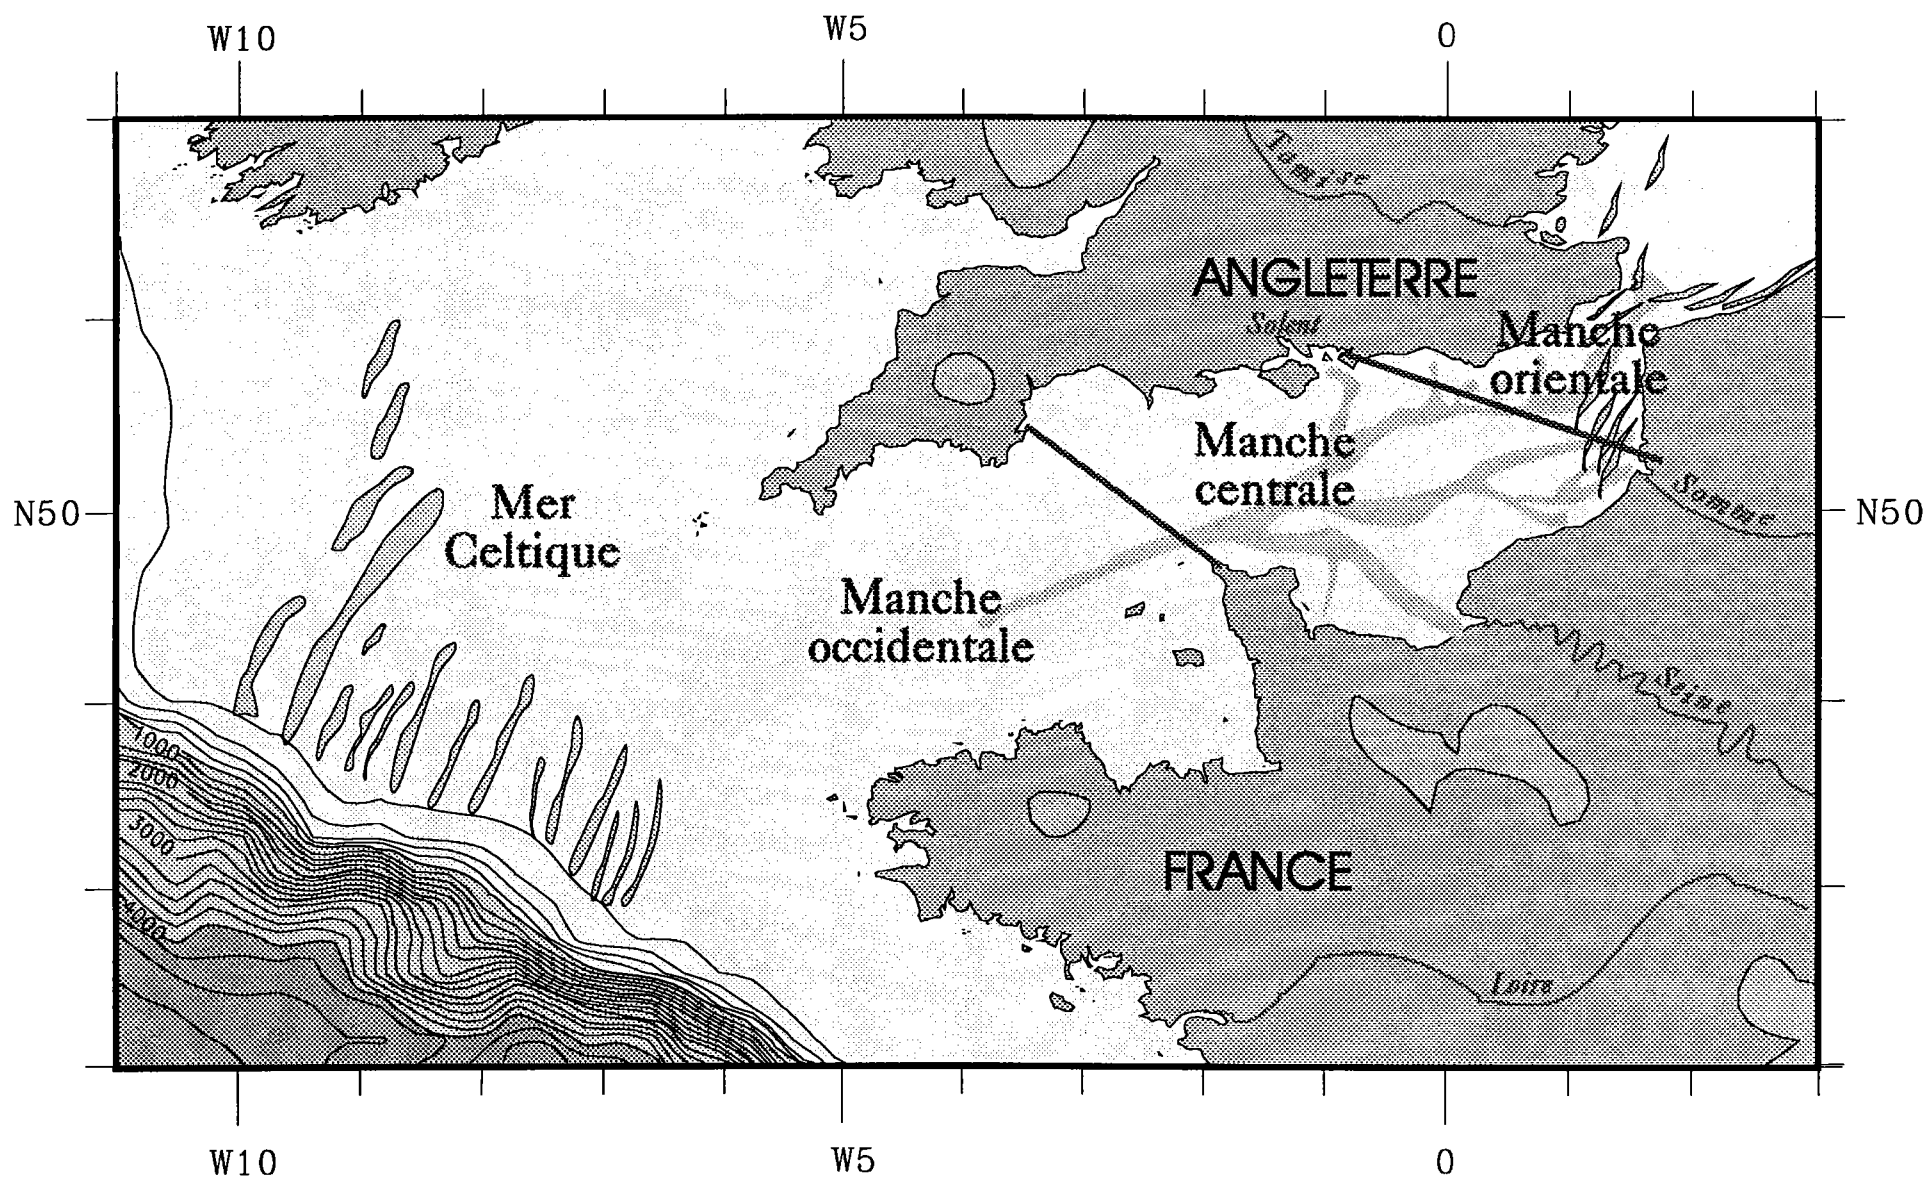 W10
W5
0
Tamise
ANGLETERRE
Solent
Manche
orientale
Manche
centrale
Mer
Celtique
N50
Somme
N50
Manche
occidentale
Seine
1000
2000
3000
4000
FRANCE
Loire
W10
W5
0